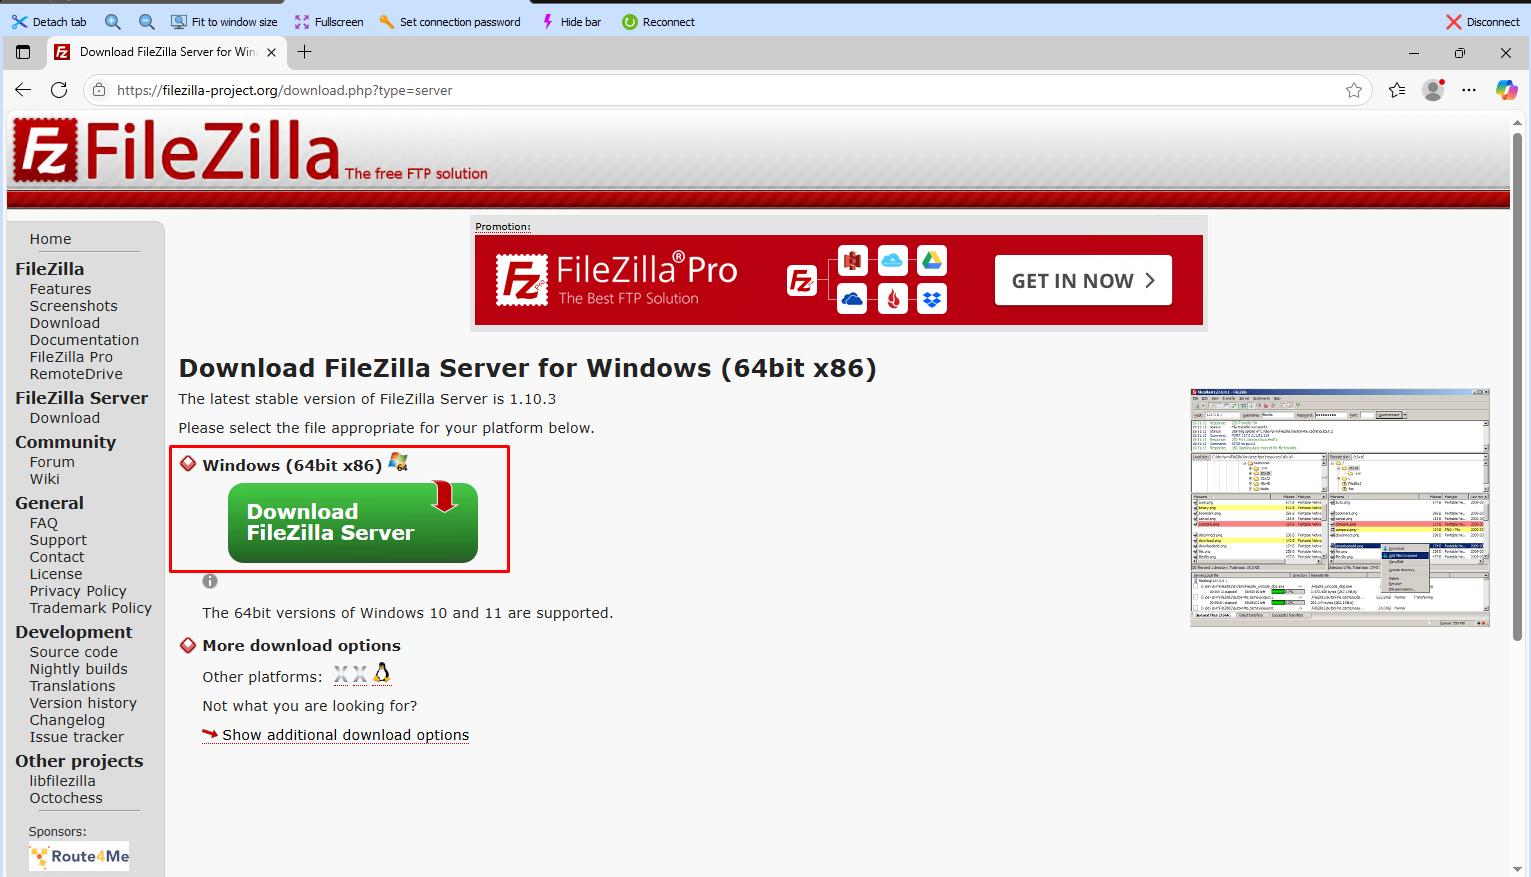 Detach tab
Fit to window size
Fullscreen
Set connection password
Hide bar
Reconnect
Disconnect
Download FileZilla Server for Win
https://filezilla-project.org/download.php?type=server
FileZilla
The free FTP solution
Home
FileZilla
Features
Screenshots
Download
Documentation
FileZilla Pro
RemoteDrive
FileZilla Server
Download
Community
Forum
Wiki
General
FAQ
Support
Contact
License
Privacy Policy
Trademark Policy
Development
Source code
Nightly builds
Translations
Version history
Changelog
Issue tracker
Other projects
libfilezilla
Octochess
Sponsors:
Route4Me
Promotion:
FileZilla® Pro
The Best FTP Solution
GET IN NOW
Download FileZilla Server for Windows (64bit x86)
The latest stable version of FileZilla Server is 1.10.3
Please select the file appropriate for your platform below.
Windows (64bit x86)
Download
FileZilla Server
The 64bit versions of Windows 10 and 11 are supported.
More download options
Other platforms:
Not what you are looking for?
Show additional download options